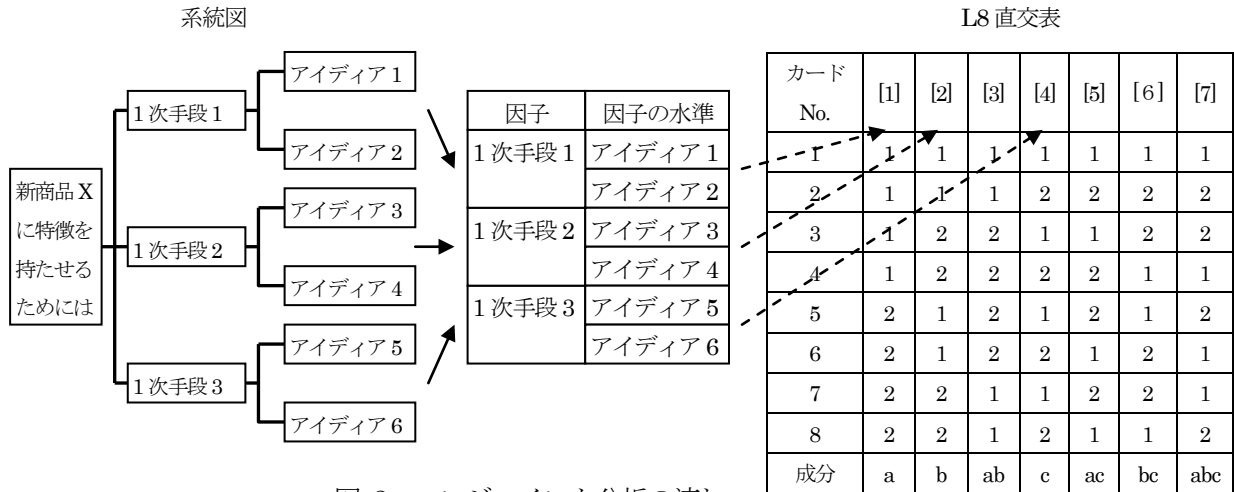 系統図
L8 直交表
新商品 X
に特徴を
持たせる
ためには
1 次手段 1
1 次手段 2
1 次手段 3
アイディア 1
アイディア 2
アイディア 3
アイディア 4
アイディア 5
アイディア 6
因子 因子の水準
1 次手段 1 アイディア 1
アイディア 2
1 次手段 2 アイディア 3
アイディア 4
1 次手段 3 アイディア 5
アイディア 6
カード
No.
[1] [2] [3] [4] [5] [6] [7]
1 1 1 1 1 1 1 1
2 1 1 1 2 2 2 2
3 1 2 2 1 1 2 2
4 1 2 2 2 2 1 1
5 2 1 2 1 2 1 2
6 2 1 2 2 1 2 1
7 2 2 1 1 2 2 1
8 2 2 1 2 1 1 2
成分 a b ab c ac bc abc